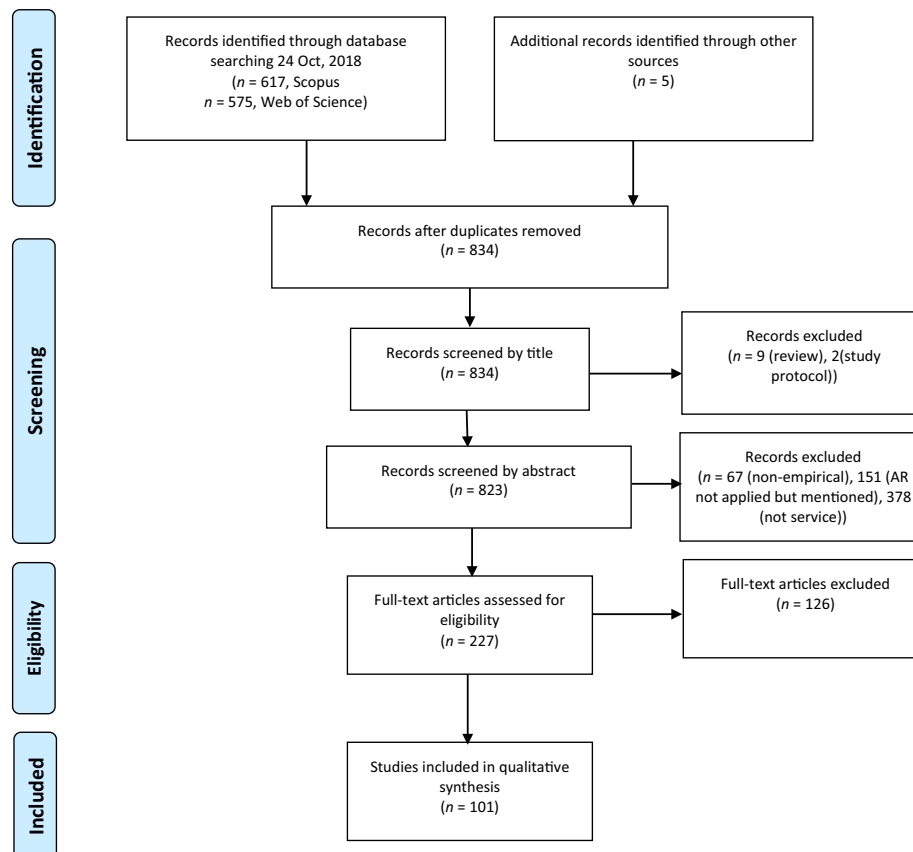 Identification
Records identified through database
searching 24 Oct, 2018
(n = 617, Scopus
n = 575, Web of Science)
Additional records identified through other
sources
(n = 5)
Records after duplicates removed
(n = 834)
Screening
Records screened by title
(n = 834)
Records excluded
(n = 9 (review), 2(study
protocol))
Records screened by abstract
(n = 823)
Records excluded
(n = 67 (non-empirical), 151 (AR
not applied but mentioned), 378
(not service))
Eligibility
Full-text articles assessed for
eligibility
(n = 227)
Full-text articles excluded
(n = 126)
Included
Studies included in qualitative
synthesis
(n = 101)